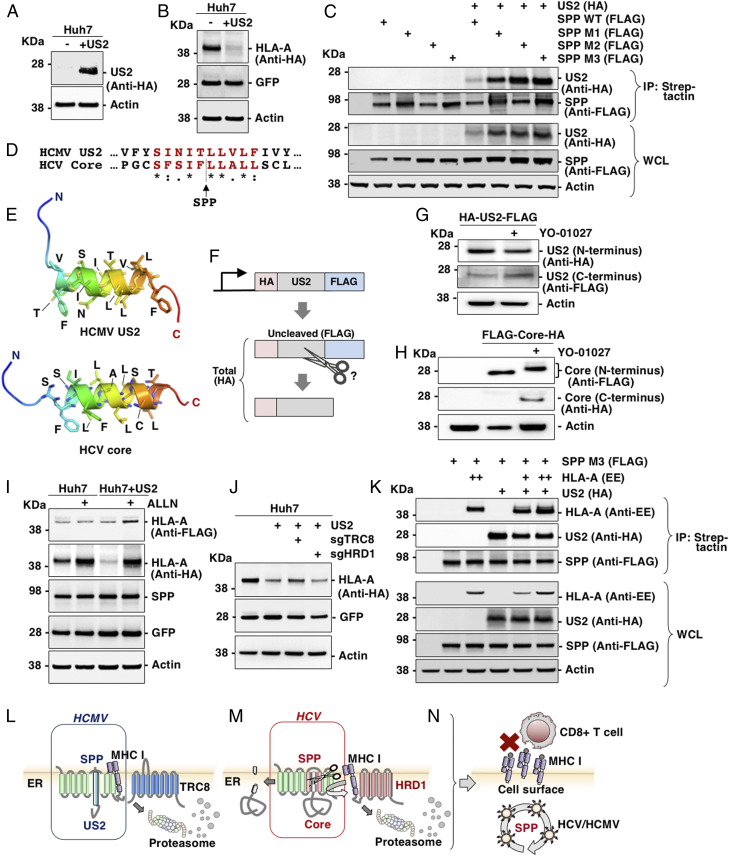 A
Huh7
KDa - +US2
28
US2
(Anti-HA)
38
Actin
B
Huh7
KDa - +US2
38
HLA-A
(Anti-HA)
28
GFP
38
Actin
C
+ + + + US2 (HA)
+ + SPP WT (FLAG)
+ + SPP M1 (FLAG)
+ + SPP M2 (FLAG)
+ + SPP M3 (FLAG)
KDa
28
US2
(Anti-HA)
98
SPP
(Anti-FLAG)
IP: Strep-
tactin
28
US2
(Anti-HA)
98
SPP
(Anti-FLAG)
38
Actin
WCL
D
HCMV US2 ... VFYSINITLLVLFIVY...
HCV Core ... PGCSFSIFLLALLSCL...
* : . * * . * :
SPP
E
N
V S I T V L
T F I N L L F
HCMV US2
C
N
S S I A S T
F L F L C L
HCV core
C
F
HA US2 FLAG
Uncleaved (FLAG)
Total
(HA)
?
G
HA-US2-FLAG
KDa + YO-01027
28
US2 (N-terminus)
(Anti-HA)
28
US2 (C-terminus)
(Anti-FLAG)
38
Actin
H
FLAG-Core-HA
KDa + YO-01027
28
Core (N-terminus)
(Anti-FLAG)
28
Core (C-terminus)
(Anti-HA)
38
Actin
I
Huh7 Huh7+US2
KDa + + ALLN
38
HLA-A
(Anti-FLAG)
38
HLA-A
(Anti-HA)
98
SPP
28
GFP
38
Actin
J
Huh7
+ + + US2
+ sgTRC8
+ sgHRD1
KDa
38
HLA-A
(Anti-HA)
28
GFP
38
Actin
K
+ + + + + SPP M3 (FLAG)
++ + ++ HLA-A (EE)
+ + + US2 (HA)
KDa
38
HLA-A (Anti-EE)
28
US2 (Anti-HA)
98
SPP (Anti-FLAG)
IP: Strep-
tactin
38
HLA-A (Anti-EE)
28
US2 (Anti-HA)
98
SPP (Anti-FLAG)
38
Actin
WCL
L
HCMV
SPP
MHC I
ER
TRC8
US2
Proteasome
M
HCV
SPP
MHC I
ER
HRD1
Core
Proteasome
N
CD8+ T cell
MHC I
Cell surface
SPP
HCV/HCMV